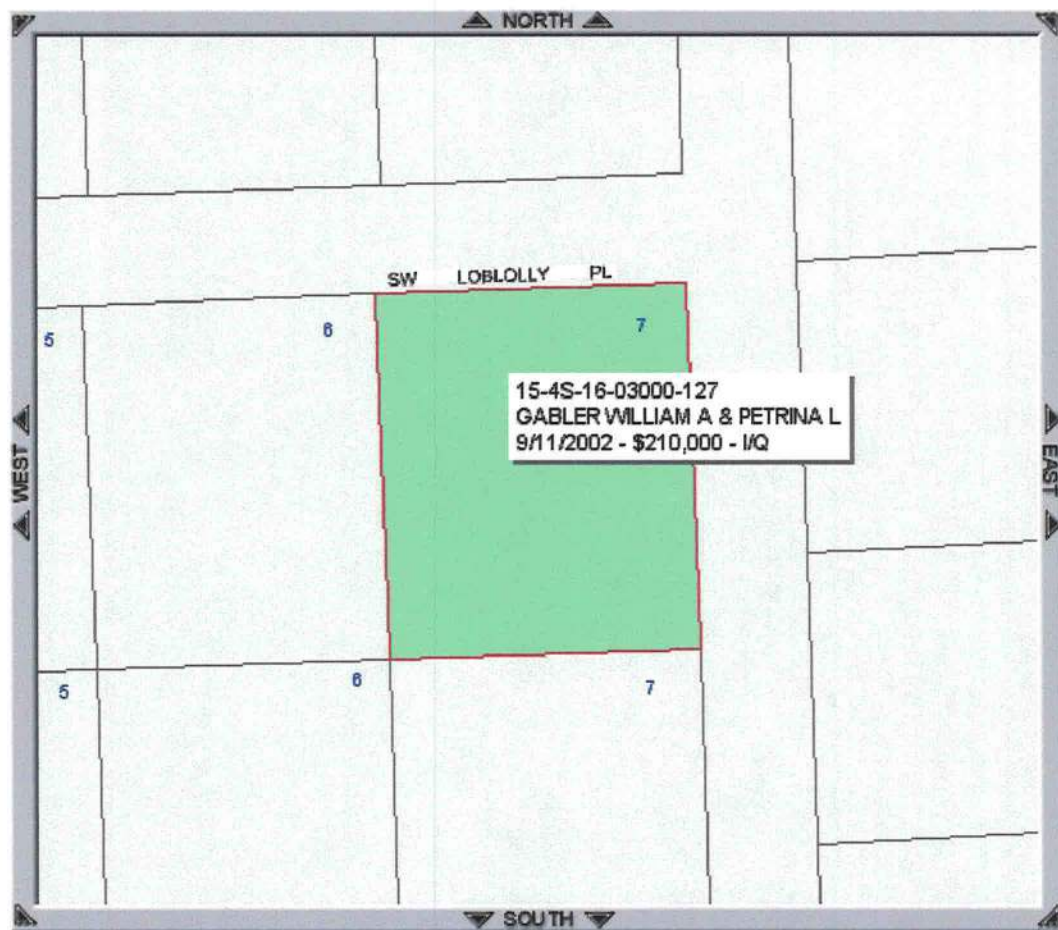 NORTH
SW LOBLOLLY PL
5 6 7
15-4S-16-03000-127
GABLER WILLIAM A & PETRINA L
9/11/2002 - $210,000 - I/Q
WEST
EAST
5 6 7
SOUTH